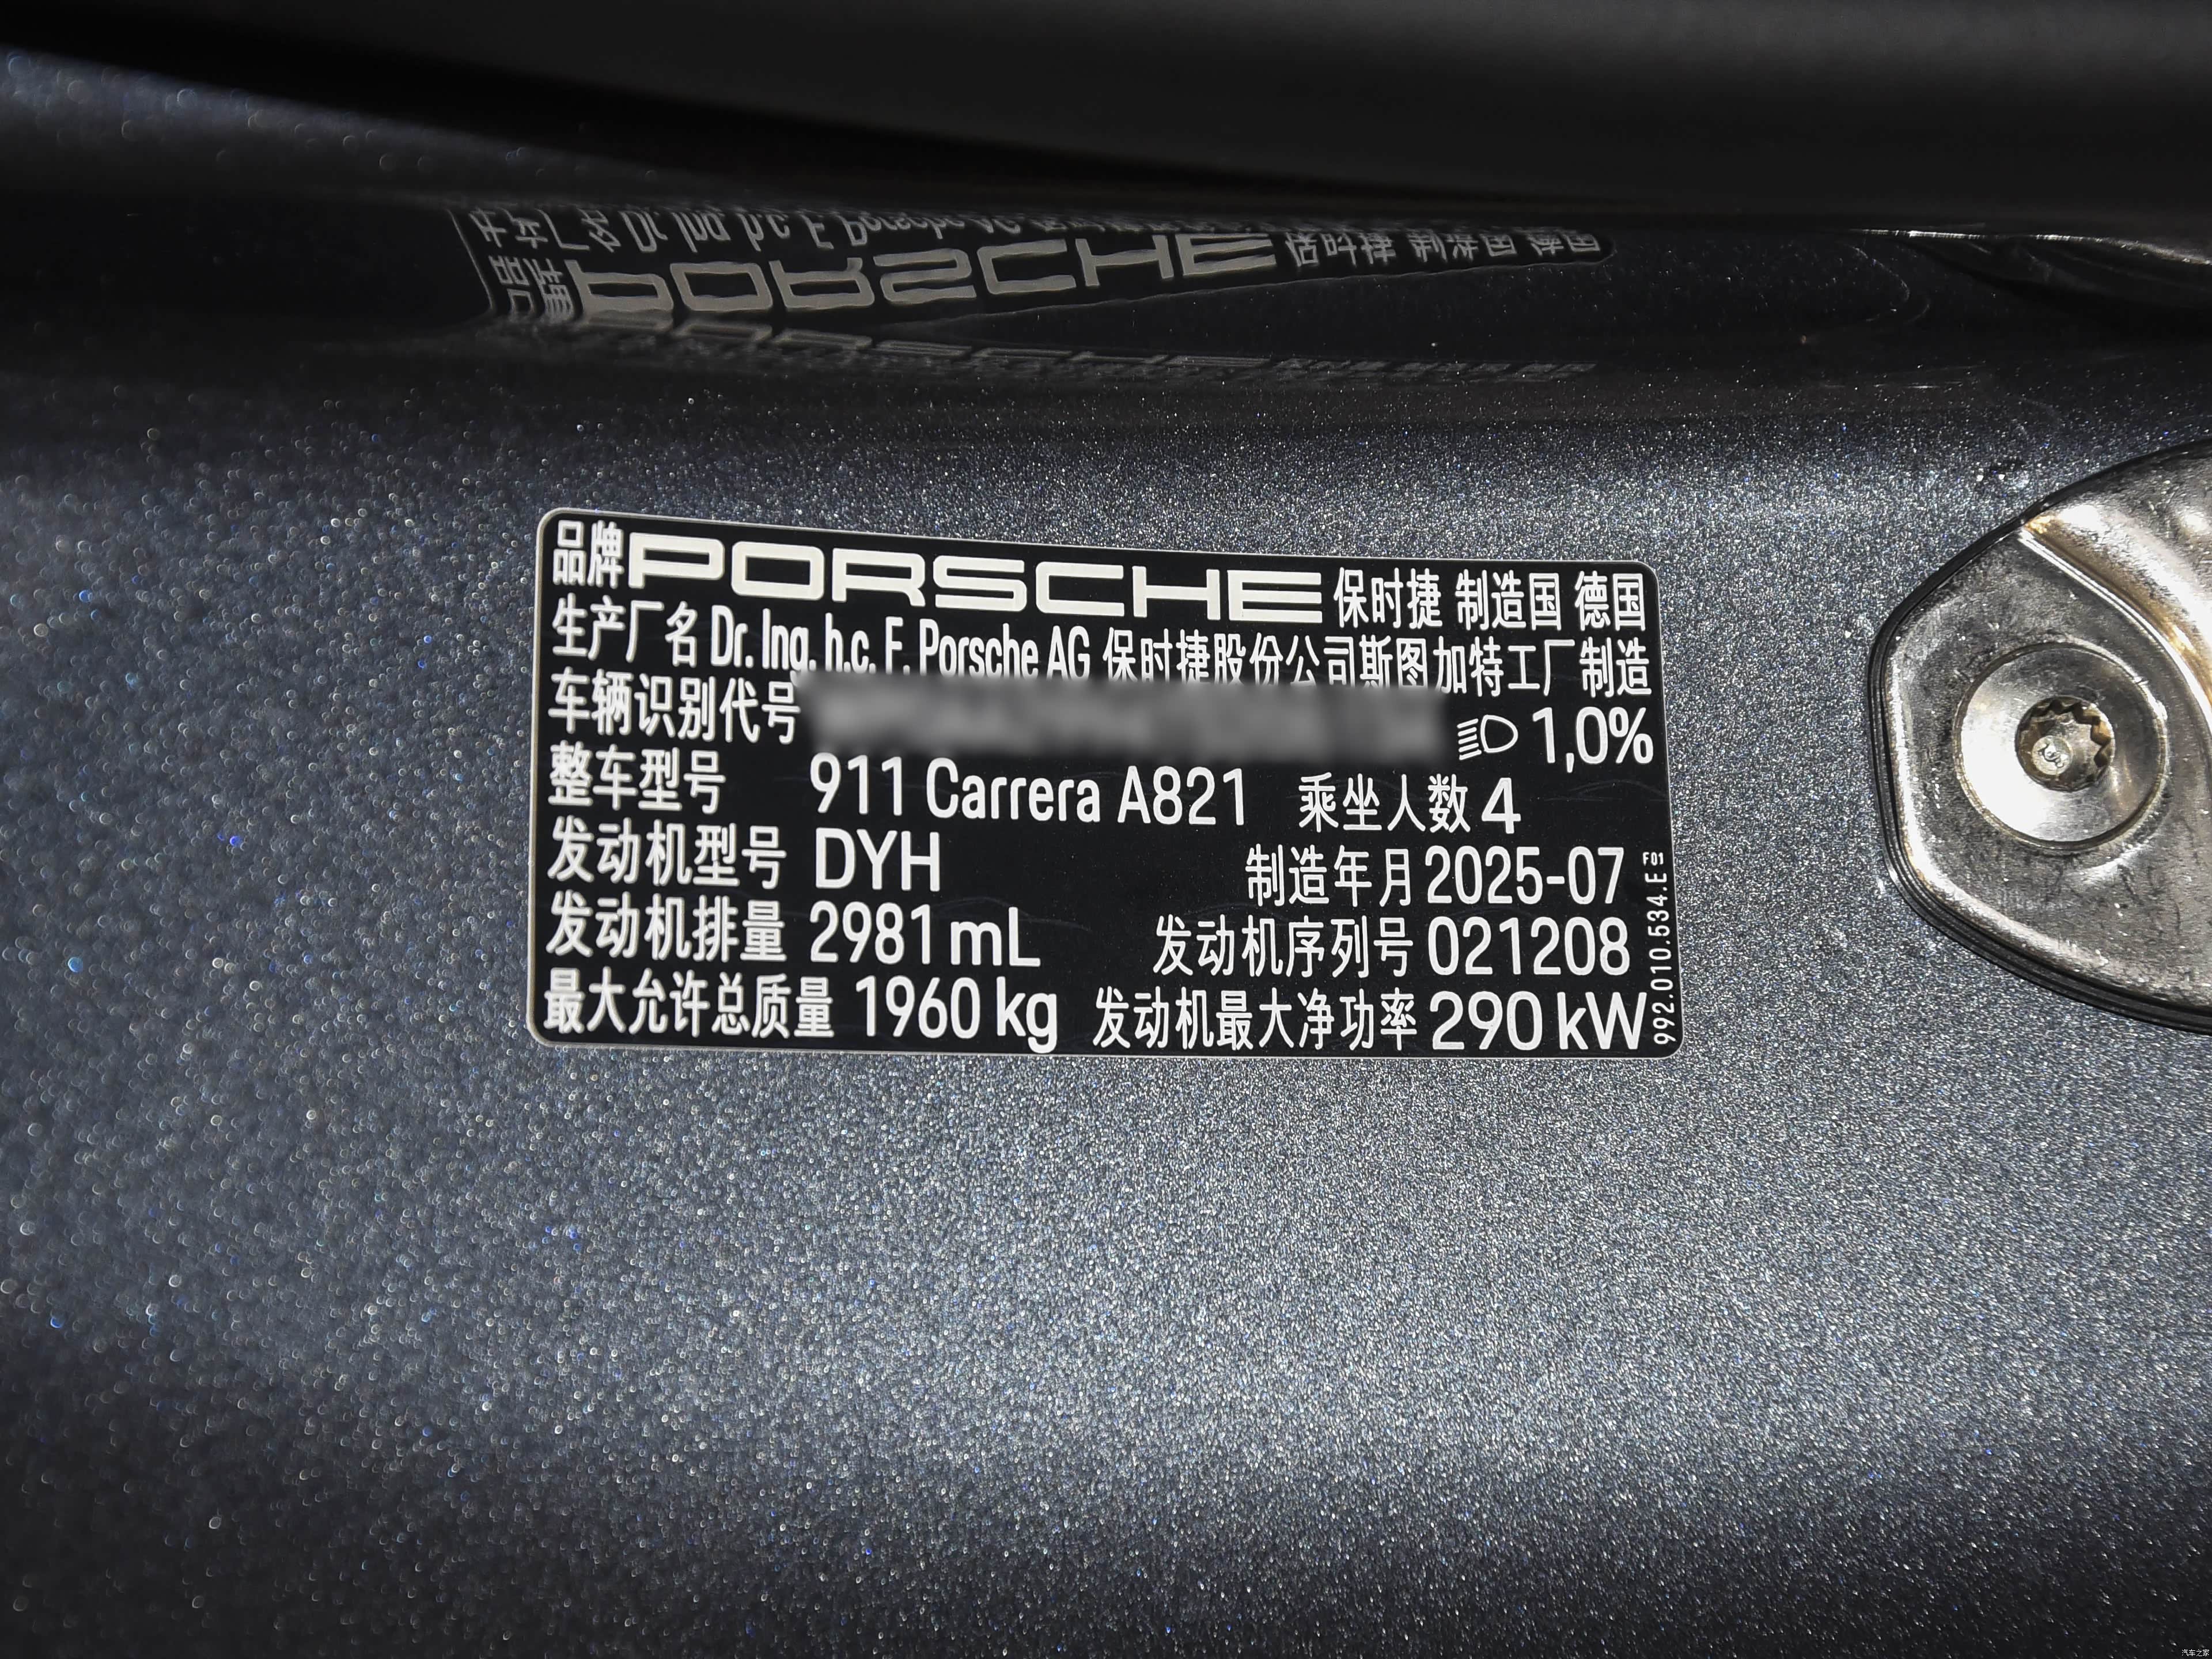 品牌 PORSCHE 保时捷 制造国 德国
生产厂名 Dr. Ing. h.c. F. Porsche AG 保时捷股份公司斯图加特工厂制造
车辆识别代号 1,0%
整车型号 911 Carrera A821 乘坐人数 4
发动机型号 DYH 制造年月 2025-07
发动机排量 2981 mL 发动机序列号 021208
最大允许总质量 1960 kg 发动机最大净功率 290 kW
992.010.534.E F01
汽车之家